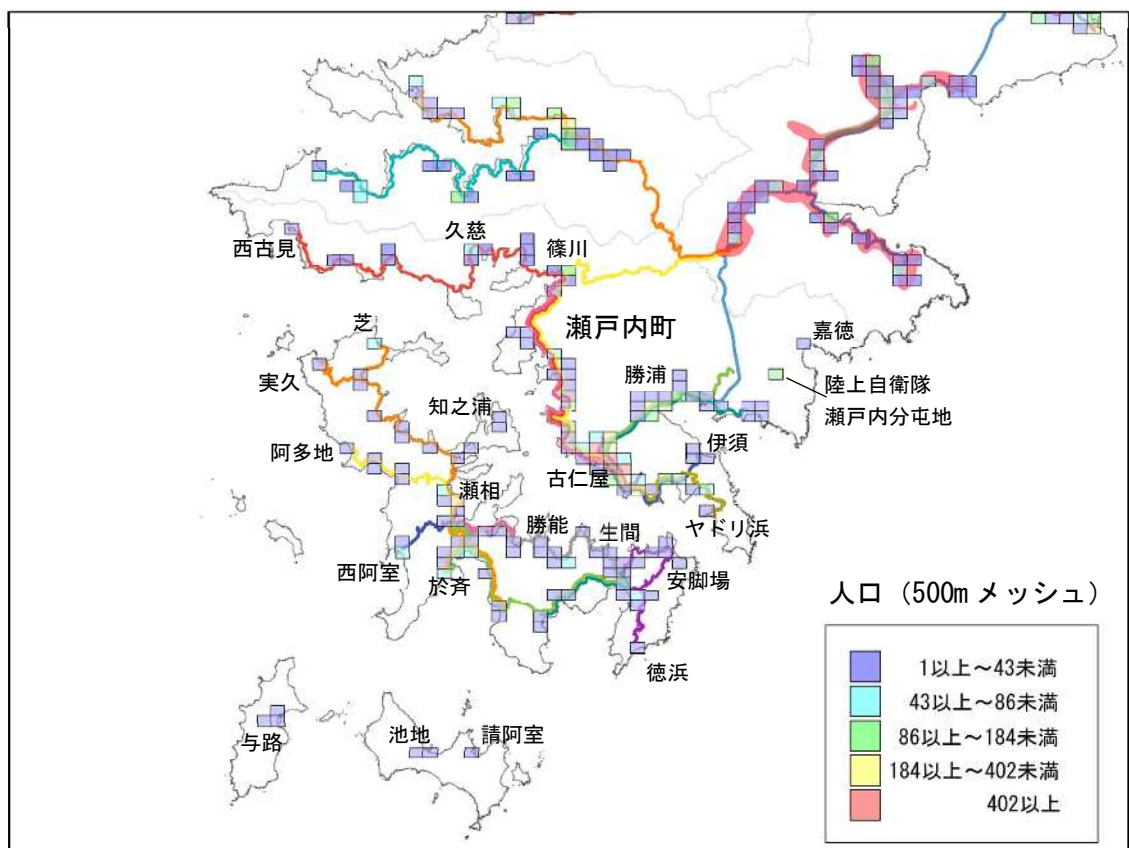 久慈
西古見
篠川
瀬戸内町
芝
嘉徳
実久
勝浦
陸上自衛隊
瀬戸内分屯地
知之浦
伊須
阿多地
古仁屋
瀬相
ヤドリ浜
勝能
生間
西阿室
於斉
安脚場
徳浜
与路
池地
請阿室
人口（500m メッシュ）
1以上～43未満
43以上～86未満
86以上～184未満
184以上～402未満
402以上